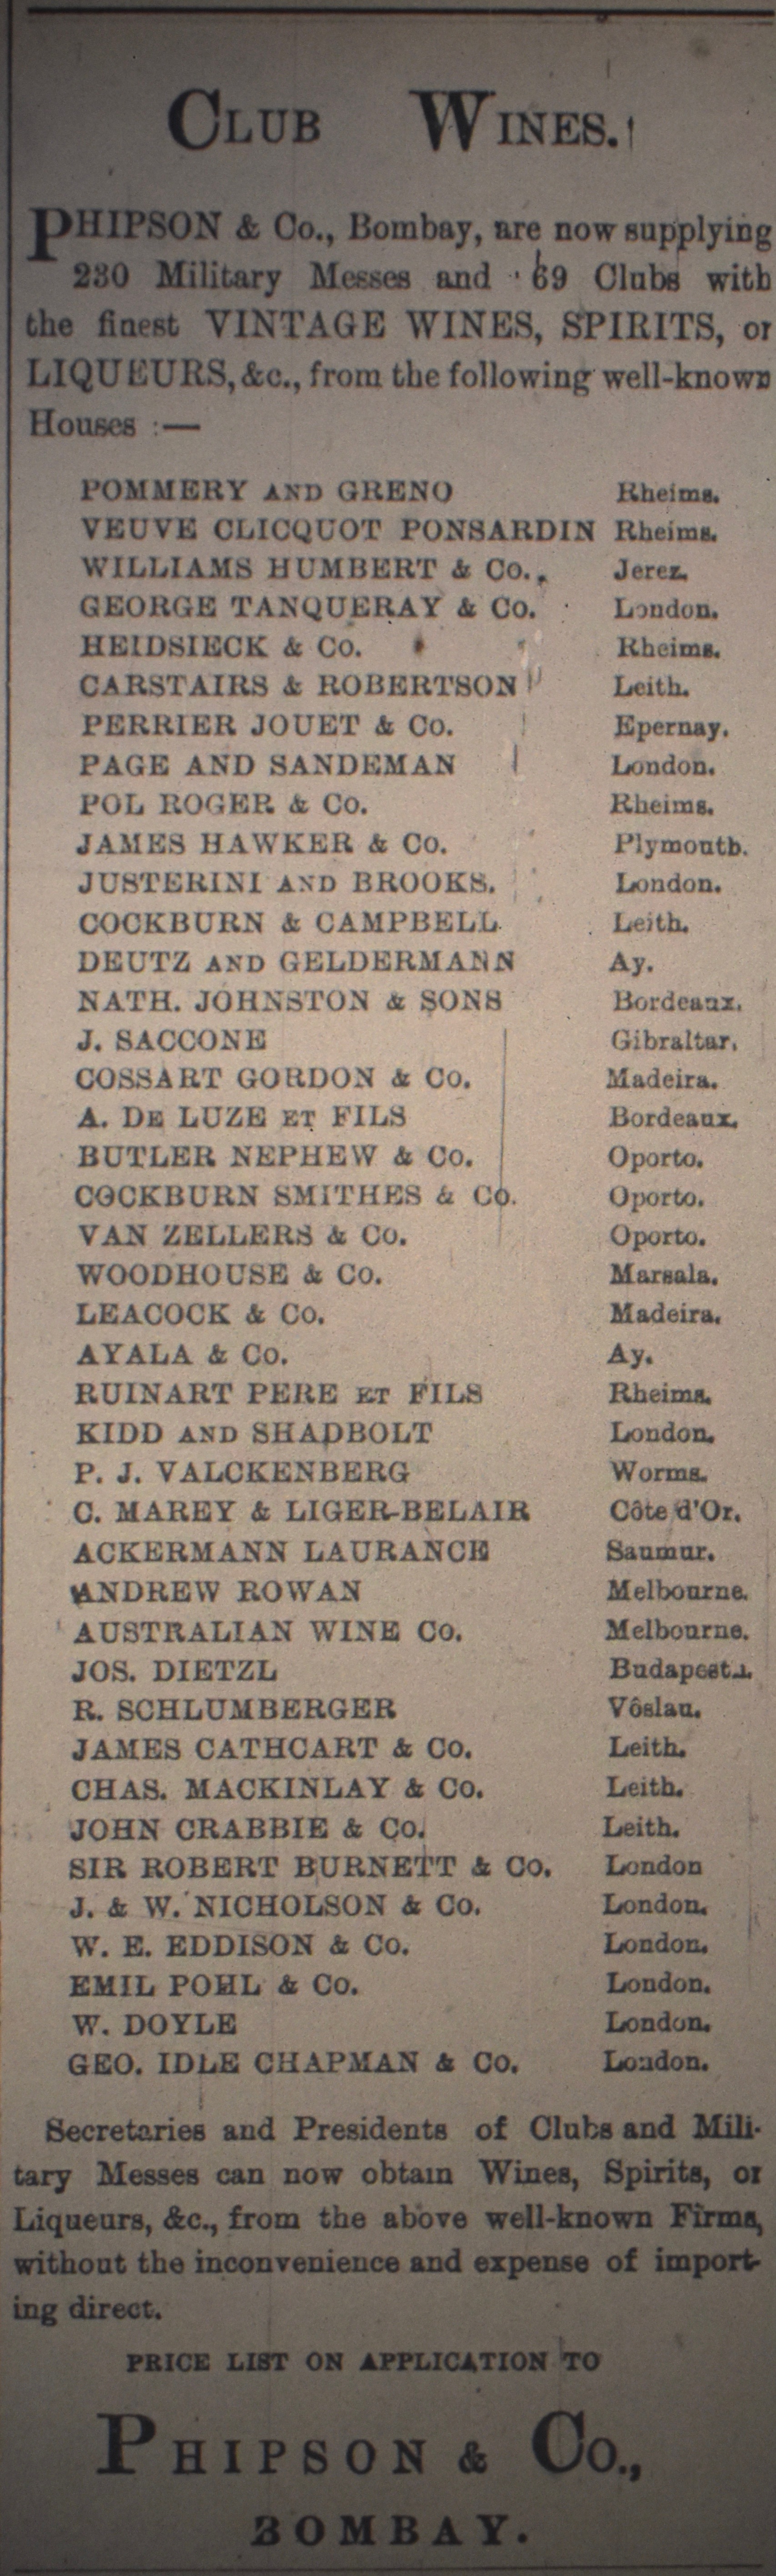 CLUB WINES.
PHIPSON & Co., Bombay, are now supplying
230 Military Messes and 69 Clubs with
the finest VINTAGE WINES, SPIRITS, or
LIQUEURS, &c., from the following well-known
Houses :—
POMMERY AND GRENO Rheims.
VEUVE CLICQUOT PONSARDIN Rheims.
WILLIAMS HUMBERT & Co., Jerez.
GEORGE TANQUERAY & Co. London.
HEIDSIECK & Co. Rheims.
CARSTAIRS & ROBERTSON Leith.
PERRIER JOUET & Co. Epernay.
PAGE AND SANDEMAN London.
POL ROGER & Co. Rheims.
JAMES HAWKER & Co. Plymouth.
JUSTERINI AND BROOKS. London.
COCKBURN & CAMPBELL Leith.
DEUTZ AND GELDERMANN Ay.
NATH. JOHNSTON & SONS Bordeaux.
J. SACCONE Gibraltar.
COSSART GORDON & Co. Madeira.
A. DE LUZE ET FILS Bordeaux.
BUTLER NEPHEW & Co. Oporto.
COCKBURN SMITHES & Co. Oporto.
VAN ZELLERS & Co. Oporto.
WOODHOUSE & Co. Marsala.
LEACOCK & Co. Madeira.
AYALA & Co. Ay.
RUINART PERE ET FILS Rheims.
KIDD AND SHADBOLT London.
P. J. VALCKENBERG Worms.
C. MAREY & LIGER-BELAIR Côte d'Or.
ACKERMANN LAURANCE Saumur.
ANDREW ROWAN Melbourne.
AUSTRALIAN WINE Co. Melbourne.
JOS. DIETZL Budapest.
R. SCHLUMBERGER Vôslau.
JAMES CATHCART & Co. Leith.
CHAS. MACKINLAY & Co. Leith.
JOHN CRABBIE & Co. Leith.
SIR ROBERT BURNETT & Co. London
J. & W. NICHOLSON & Co. London.
W. E. EDDISON & Co. London.
EMIL POHL & Co. London.
W. DOYLE London.
GEO. IDLE CHAPMAN & Co. London.
Secretaries and Presidents of Clubs and Mili-
tary Messes can now obtain Wines, Spirits, or
Liqueurs, &c., from the above well-known Firms,
without the inconvenience and expense of import-
ing direct.
PRICE LIST ON APPLICATION TO
PHIPSON & Co.,
BOMBAY.